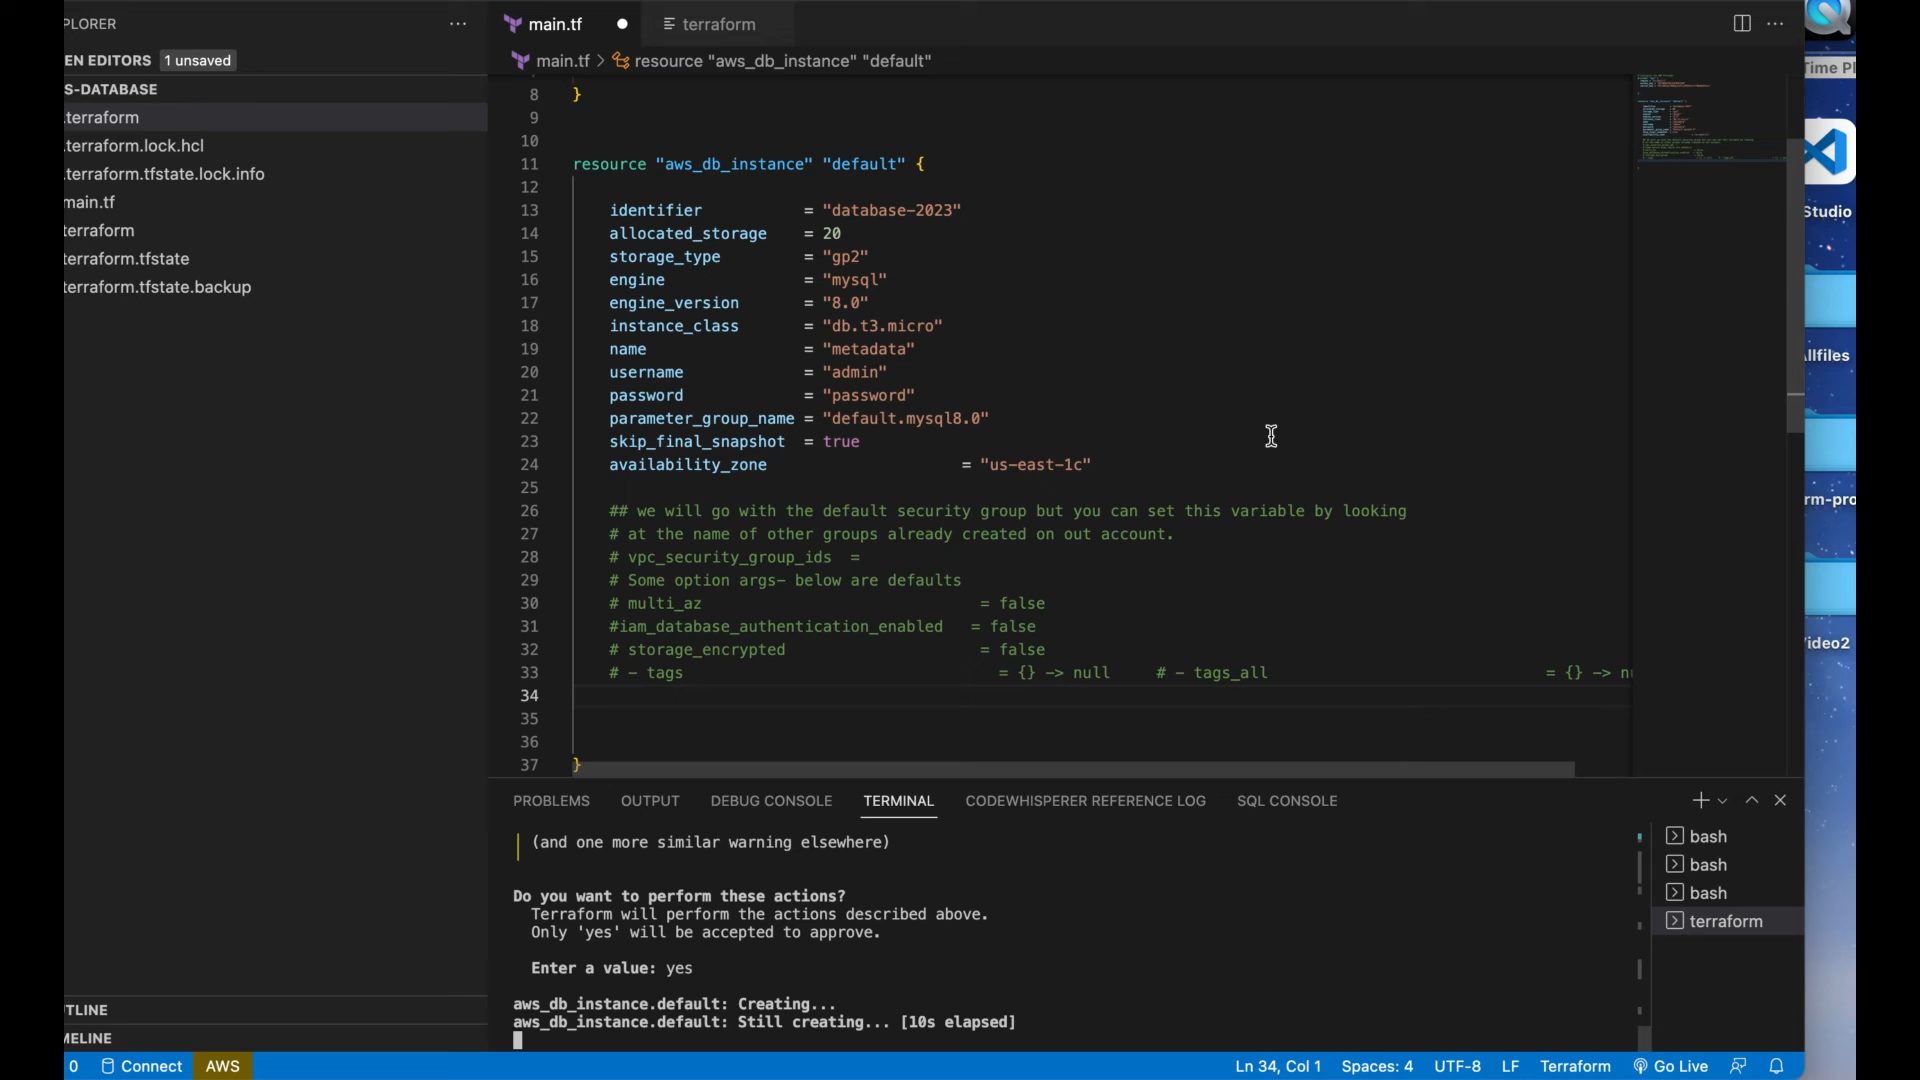 PLORER
main.tf
terraform
EN EDITORS 1 unsaved
main.tf > resource "aws_db_instance" "default"
S-DATABASE
.terraform
.terraform.lock.hcl
.terraform.tfstate.lock.info
main.tf
terraform
terraform.tfstate
terraform.tfstate.backup
8 }
9
10
11 resource "aws_db_instance" "default" {
12
13 identifier = "database-2023"
14 allocated_storage = 20
15 storage_type = "gp2"
16 engine = "mysql"
17 engine_version = "8.0"
18 instance_class = "db.t3.micro"
19 name = "metadata"
20 username = "admin"
21 password = "password"
22 parameter_group_name = "default.mysql8.0"
23 skip_final_snapshot = true
24 availability_zone = "us-east-1c"
25
26 ## we will go with the default security group but you can set this variable by looking
27 # at the name of other groups already created on out account.
28 # vpc_security_group_ids =
29 # Some option args- below are defaults
30 # multi_az = false
31 #iam_database_authentication_enabled = false
32 # storage_encrypted = false
33 # - tags = {} -> null # - tags_all = {} -> nu
34
35
36
37 }
PROBLEMS OUTPUT DEBUG CONSOLE TERMINAL CODEWHISPERER REFERENCE LOG SQL CONSOLE
(and one more similar warning elsewhere)
Do you want to perform these actions?
Terraform will perform the actions described above.
Only 'yes' will be accepted to approve.
Enter a value: yes
aws_db_instance.default: Creating...
aws_db_instance.default: Still creating... [10s elapsed]
bash
bash
bash
terraform
TLINE
MELINE
0 Connect AWS
Ln 34, Col 1 Spaces: 4 UTF-8 LF Terraform Go Live
Time Pl
Studio
llfiles
rm-pro
ideo2